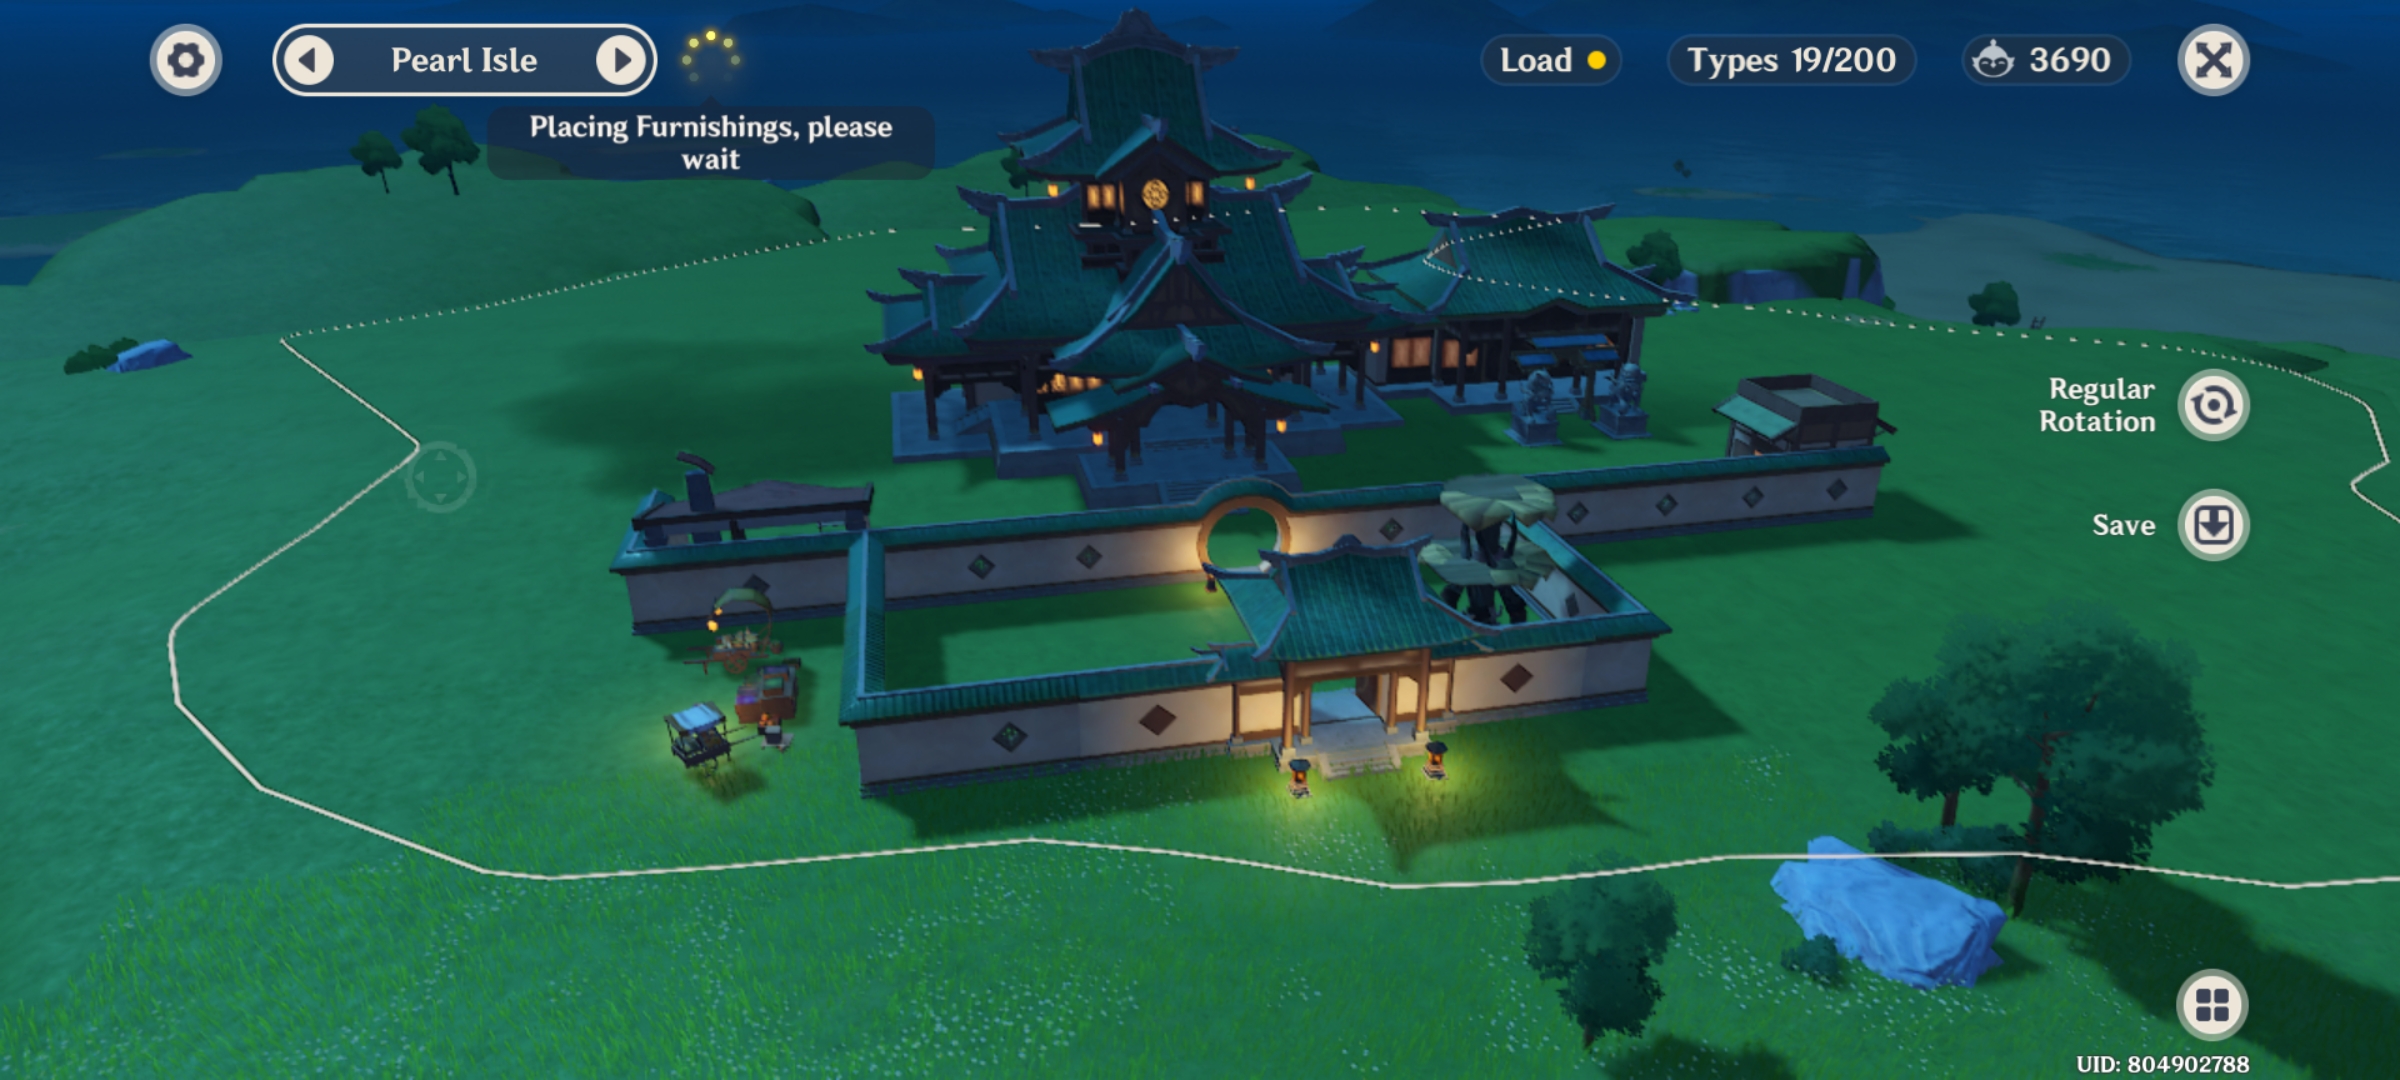 Pearl Isle
Placing Furnishings, please
wait
Load
Types 19/200
3690
Regular
Rotation
Save
UID: 804902788